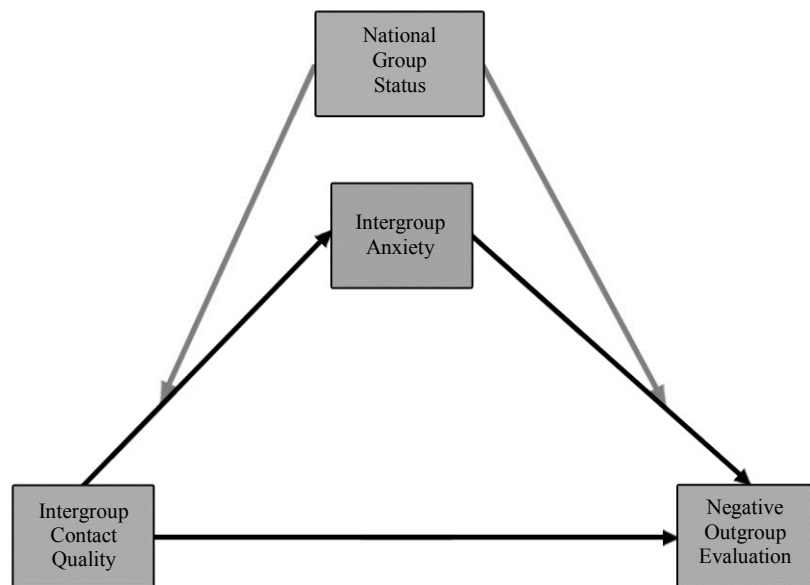 National
Group
Status
Intergroup
Anxiety
Intergroup
Contact
Quality
Negative
Outgroup
Evaluation